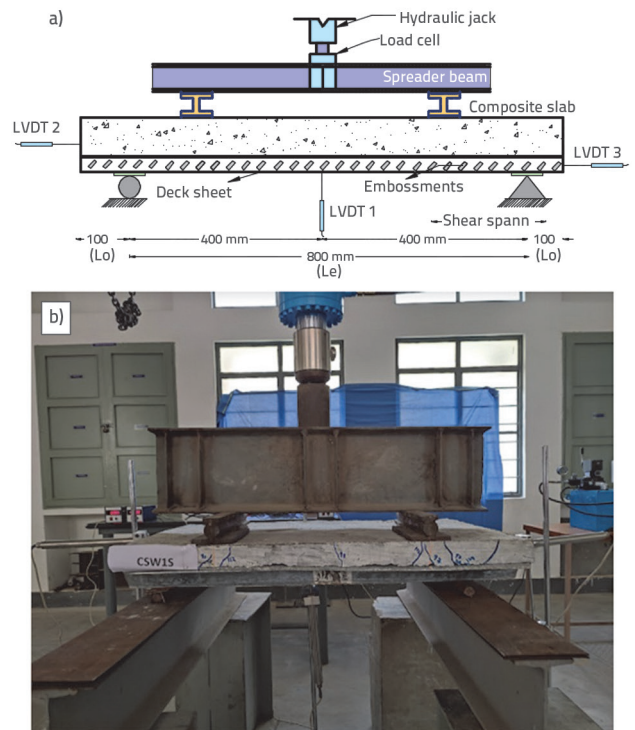 a)
Hydraulic jack
Load cell
Spreader beam
Composite slab
LVDT 2
LVDT 3
Deck sheet
Embossments
LVDT 1
Shear spann
100
400 mm
400 mm
100
(Lo)
800 mm
(Lo)
(Le)
b)
CSW1S